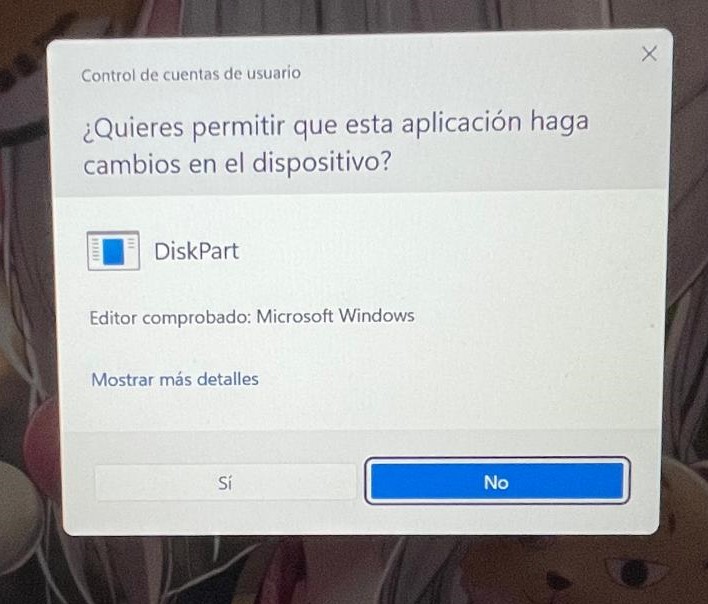 Control de cuentas de usuario
¿Quieres permitir que esta aplicación haga
cambios en el dispositivo?
DiskPart
Editor comprobado: Microsoft Windows
Mostrar más detalles
Sí
No